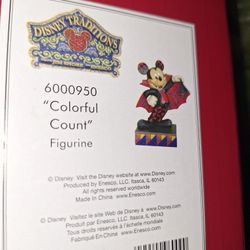 DISNEY TRADITIONS
6000950
"Colorful
Count"
Figurine
© Disney Visit the Disney website at www.Disney.com
Produced by Enesco, LLC. Itasca, IL 60143
All rights reserved worldwide
Made in China www.Enesco.com
© Disney Visitez le site Web de Disney à www.Disney.com
Produit par Enesco, LLC. Itasca, IL 60143
Tous droits réservés à l'échelle mondiale
Fabriqué En Chine www.Enesco.com